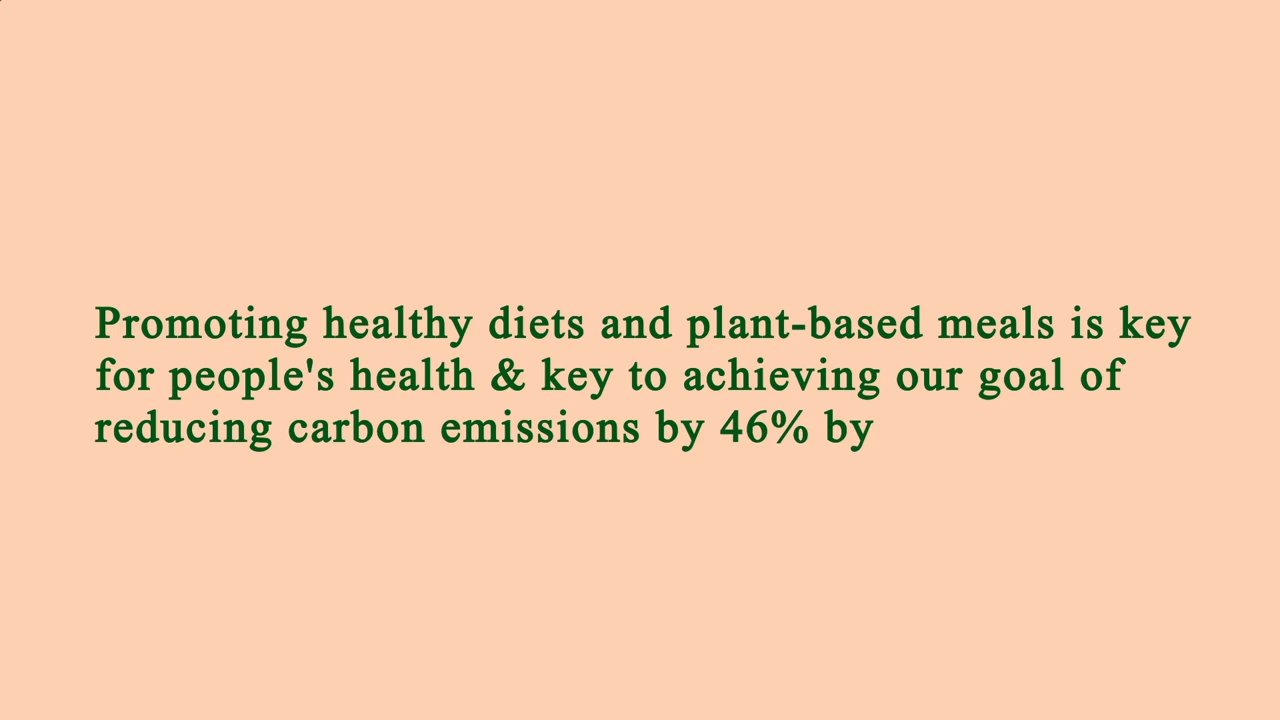 Promoting healthy diets and plant-based meals is key
for people's health & key to achieving our goal of
reducing carbon emissions by 46% by